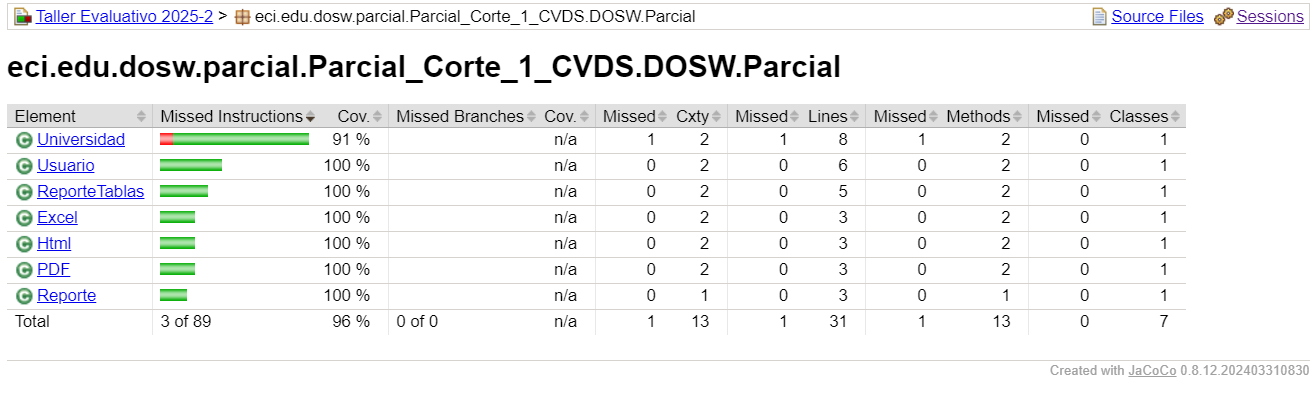 Taller Evaluativo 2025-2 > eci.edu.dosw.parcial.Parcial_Corte_1_CVDS.DOSW.Parcial Source Files Sessions
eci.edu.dosw.parcial.Parcial_Corte_1_CVDS.DOSW.Parcial
Element Missed Instructions Cov. Missed Branches Cov. Missed Cxty Missed Lines Missed Methods Missed Classes
Universidad 91 % n/a 1 2 1 8 1 2 0 1
Usuario 100 % n/a 0 2 0 6 0 2 0 1
ReporteTablas 100 % n/a 0 2 0 5 0 2 0 1
Excel 100 % n/a 0 2 0 3 0 2 0 1
Html 100 % n/a 0 2 0 3 0 2 0 1
PDF 100 % n/a 0 2 0 3 0 2 0 1
Reporte 100 % n/a 0 1 0 3 0 1 0 1
Total 3 of 89 96 % 0 of 0 n/a 1 13 1 31 1 13 0 7
Created with JaCoCo 0.8.12.202403310830